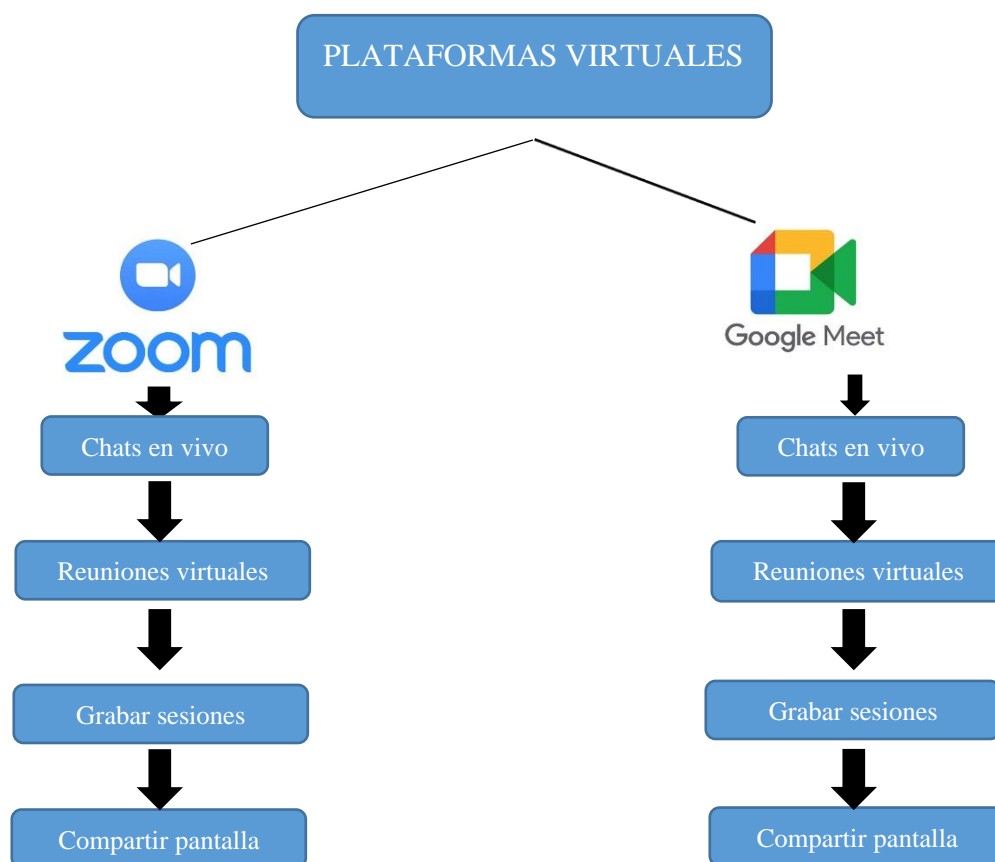 PLATAFORMAS VIRTUALES
zoom
Chats en vivo
Reuniones virtuales
Grabar sesiones
Compartir pantalla
Google Meet
Chats en vivo
Reuniones virtuales
Grabar sesiones
Compartir pantalla